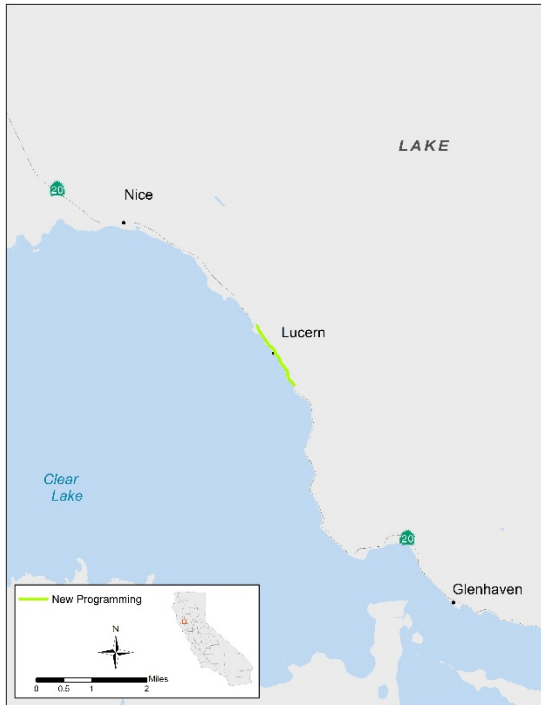 LAKE
20
Nice
Lucern
Clear
Lake
20
Glenhaven
New Programming
N
Miles
0 0.5 1 2